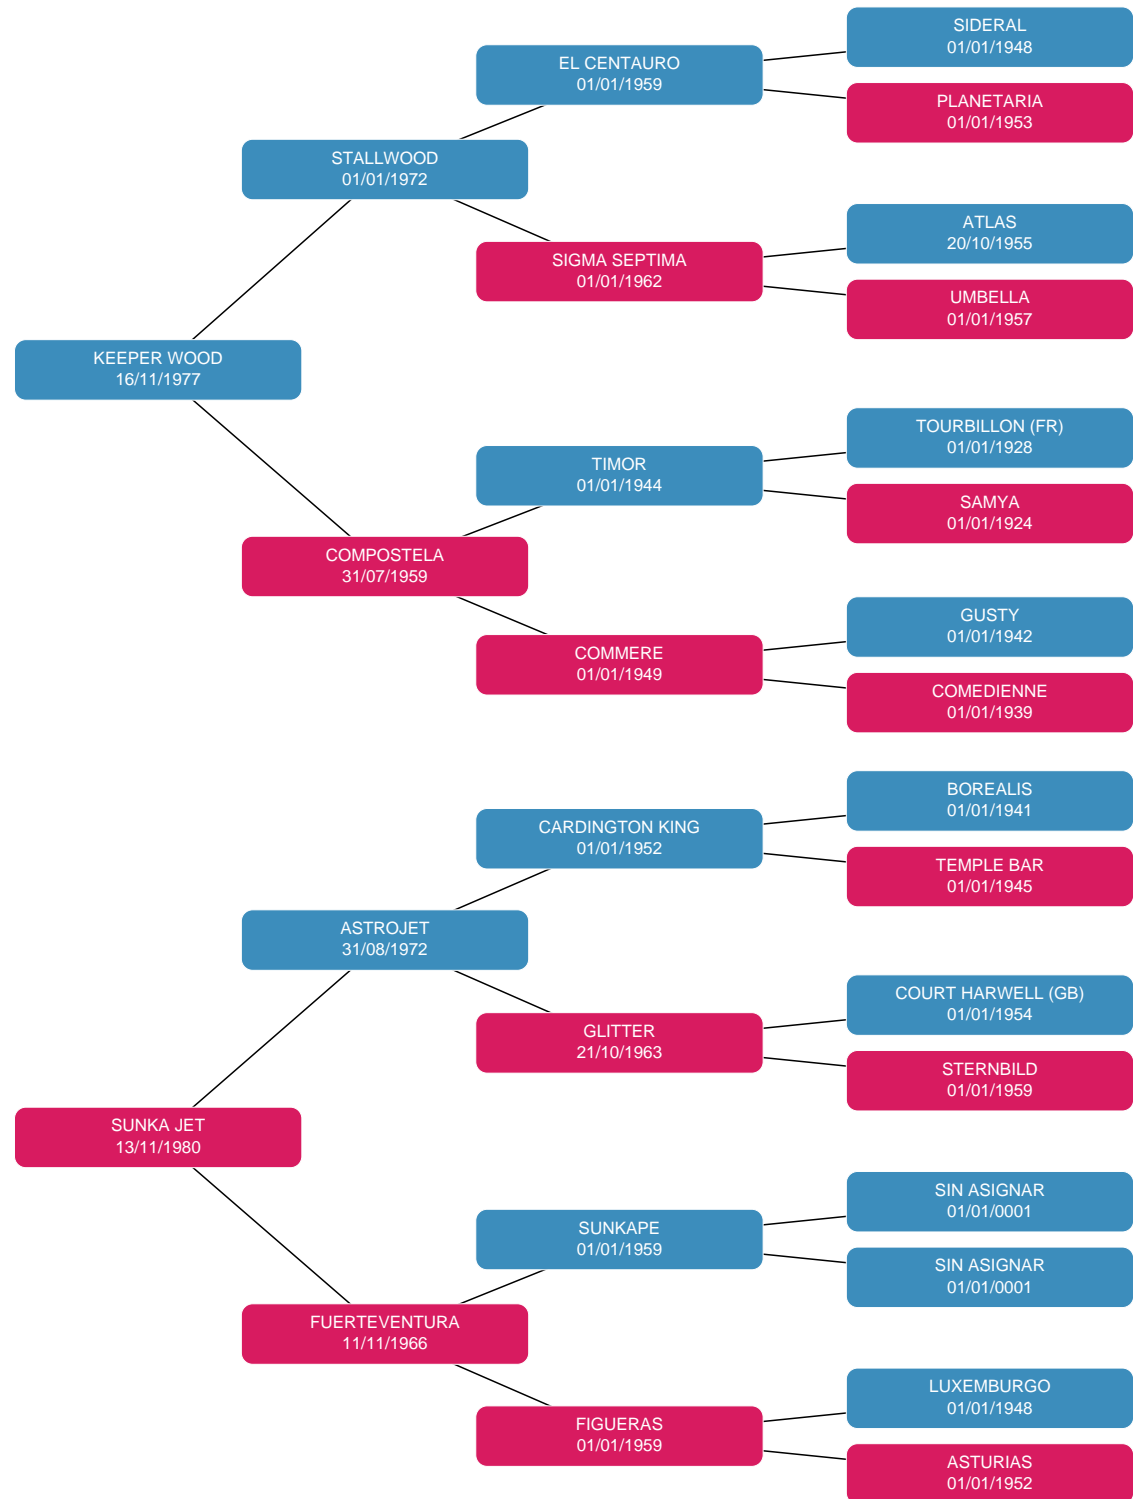 SIDERAL
01/01/1948
EL CENTAURO
01/01/1959
PLANETARIA
01/01/1953
STALLWOOD
01/01/1972
ATLAS
20/10/1955
SIGMA SEPTIMA
01/01/1962
UMBELLA
01/01/1957
KEEPER WOOD
16/11/1977
TOURBILLON (FR)
01/01/1928
TIMOR
01/01/1944
SAMYA
01/01/1924
COMPOSTELA
31/07/1959
GUSTY
01/01/1942
COMMERE
01/01/1949
COMEDIENNE
01/01/1939
BOREALIS
01/01/1941
CARDINGTON KING
01/01/1952
TEMPLE BAR
01/01/1945
ASTROJET
31/08/1972
COURT HARWELL (GB)
01/01/1954
GLITTER
21/10/1963
STERNBILD
01/01/1959
SUNKA JET
13/11/1980
SIN ASIGNAR
01/01/0001
SUNKAPE
01/01/1959
SIN ASIGNAR
01/01/0001
FUERTEVENTURA
11/11/1966
LUXEMBURGO
01/01/1948
FIGUERAS
01/01/1959
ASTURIAS
01/01/1952